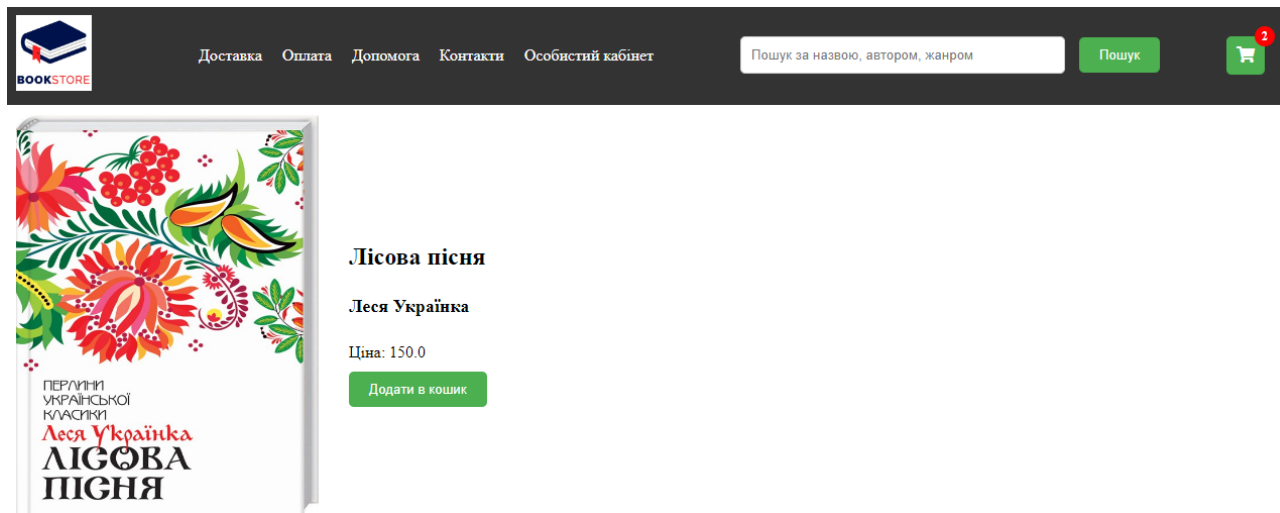 BOOKSTORE
Доставка Оплата Допомога Контакти Особистий кабінет
Пошук за назвою, автором, жанром
Пошук
2
ПЕРЛИНИ
УКРАЇНСЬКОЇ
КЛАСИКИ
Леся Українка
ЛІСОВА
ПІСНЯ
Лісова пісня
Леся Українка
Ціна: 150.0
Додати в кошик